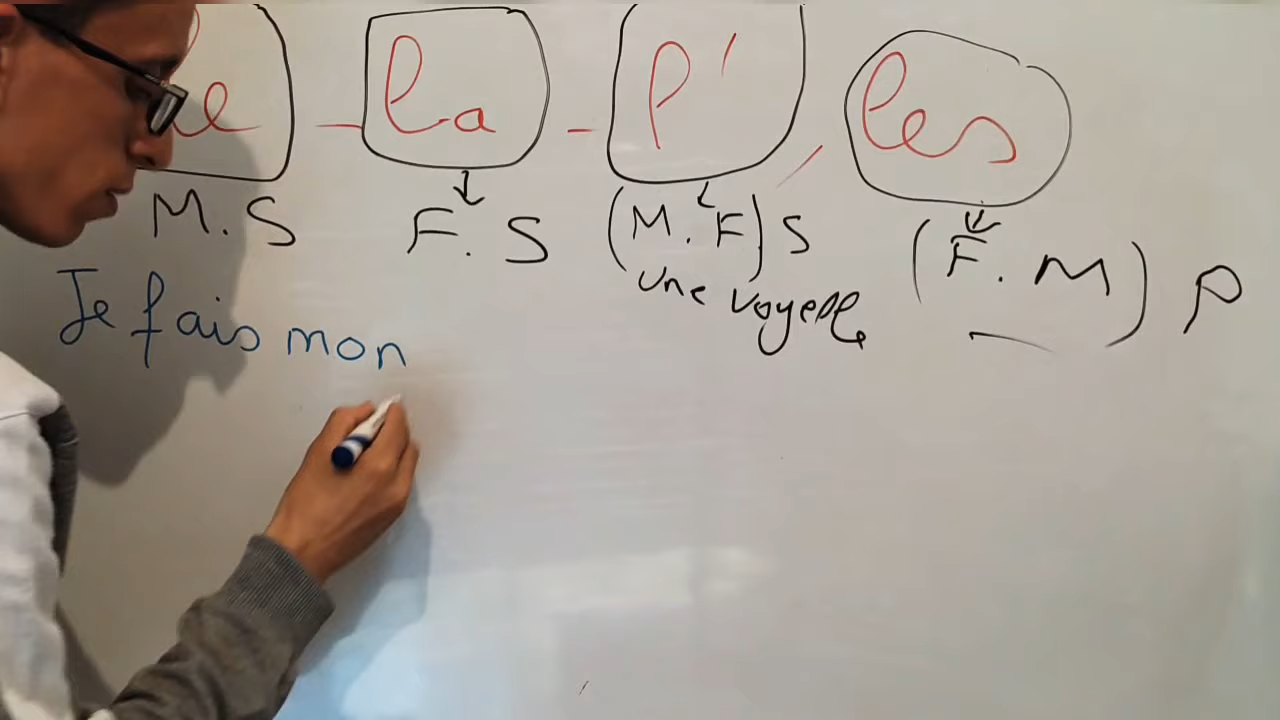 le - la - l' , les
M.S F.S (M.F) S (F.M) P
une voyelle
Je fais mon